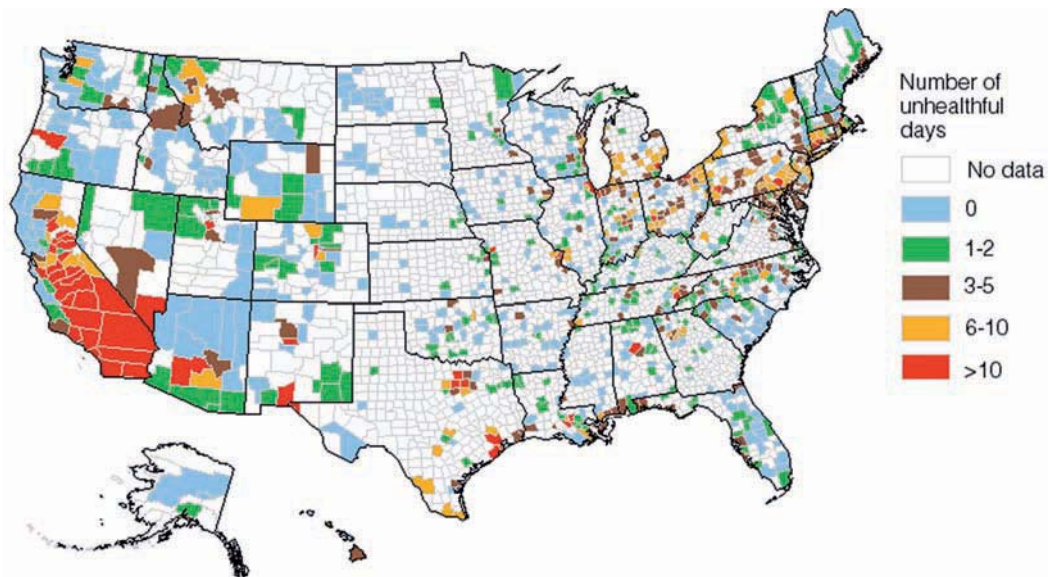 Number of
unhealthful
days
No data
0
1-2
3-5
6-10
>10